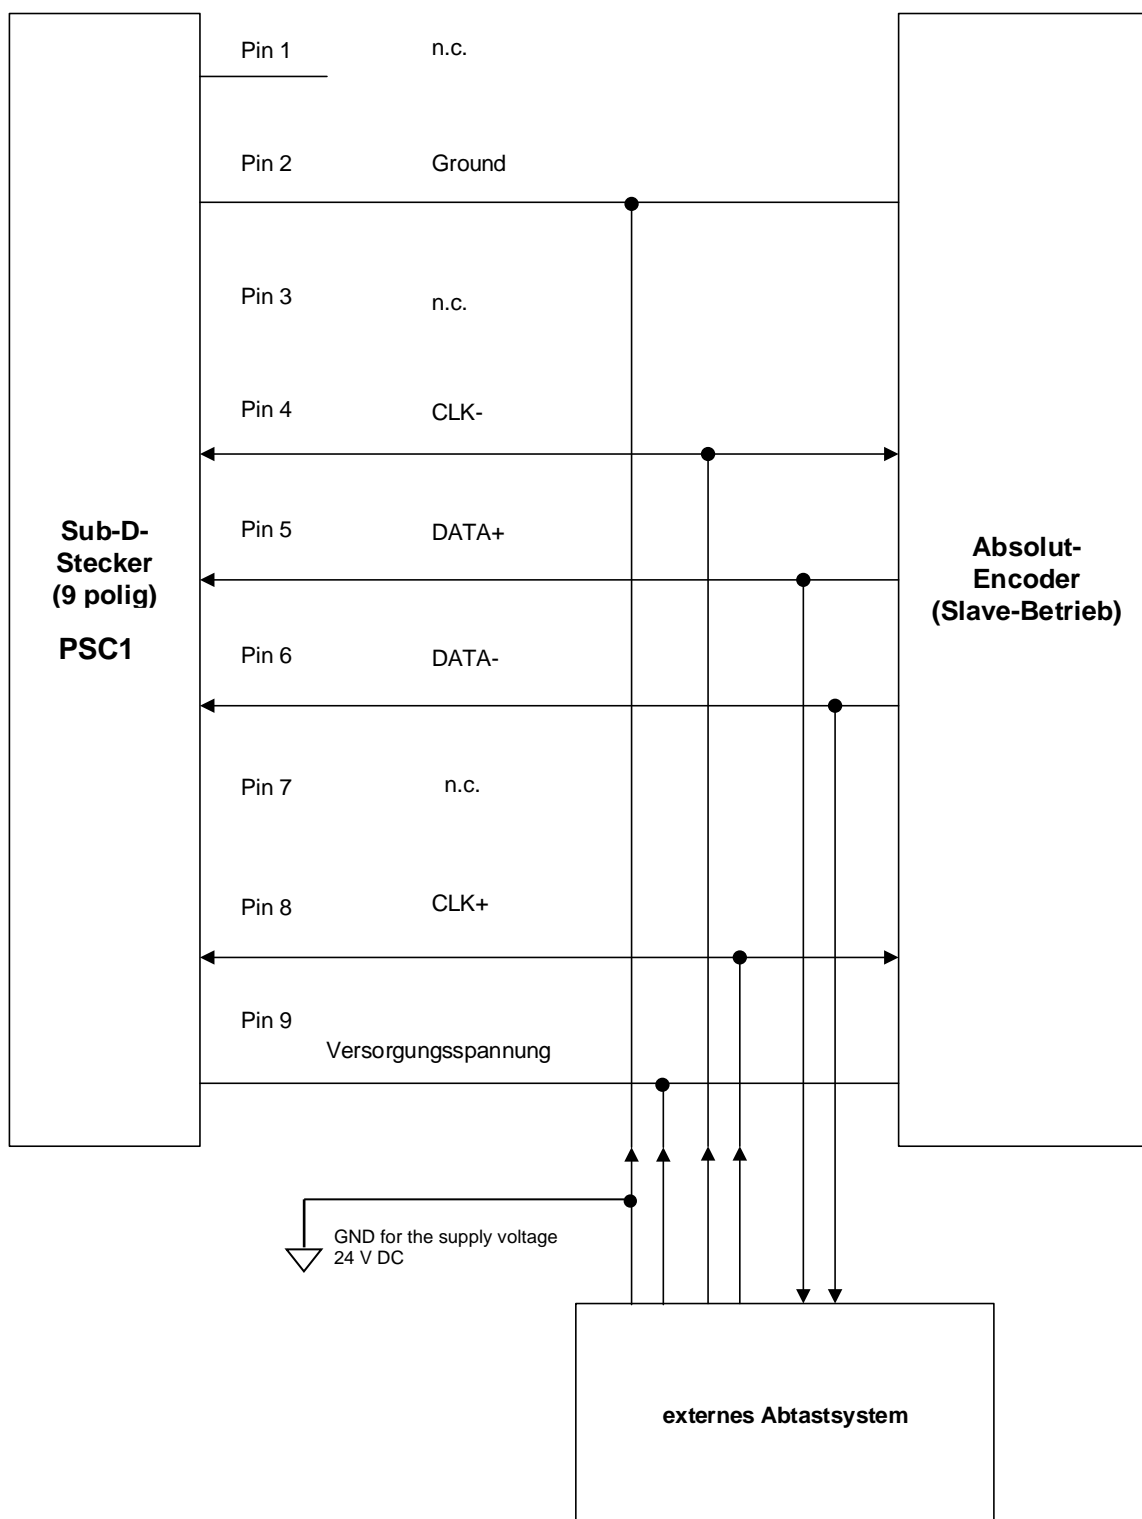 Pin 1
n.c.
Pin 2
Ground
Pin 3
n.c.
Pin 4
CLK-
Pin 5
DATA+
Pin 6
DATA-
Pin 7
n.c.
Pin 8
CLK+
Pin 9
Versorgungsspannung
Sub-D-
Stecker
(9 polig)
PSC1
Absolut-
Encoder
(Slave-Betrieb)
GND for the supply voltage
24 V DC
externes Abtastsystem